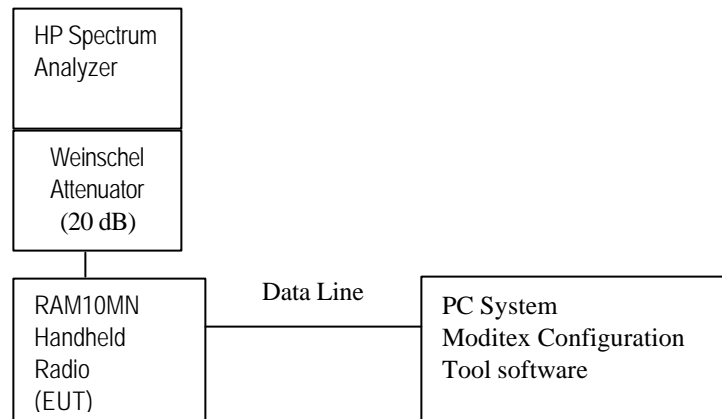 HP Spectrum
Analyzer
Weinschel
Attenuator
(20 dB)
RAM10MN
Handheld
Radio
(EUT)
Data Line
PC System
Moditex Configuration
Tool software